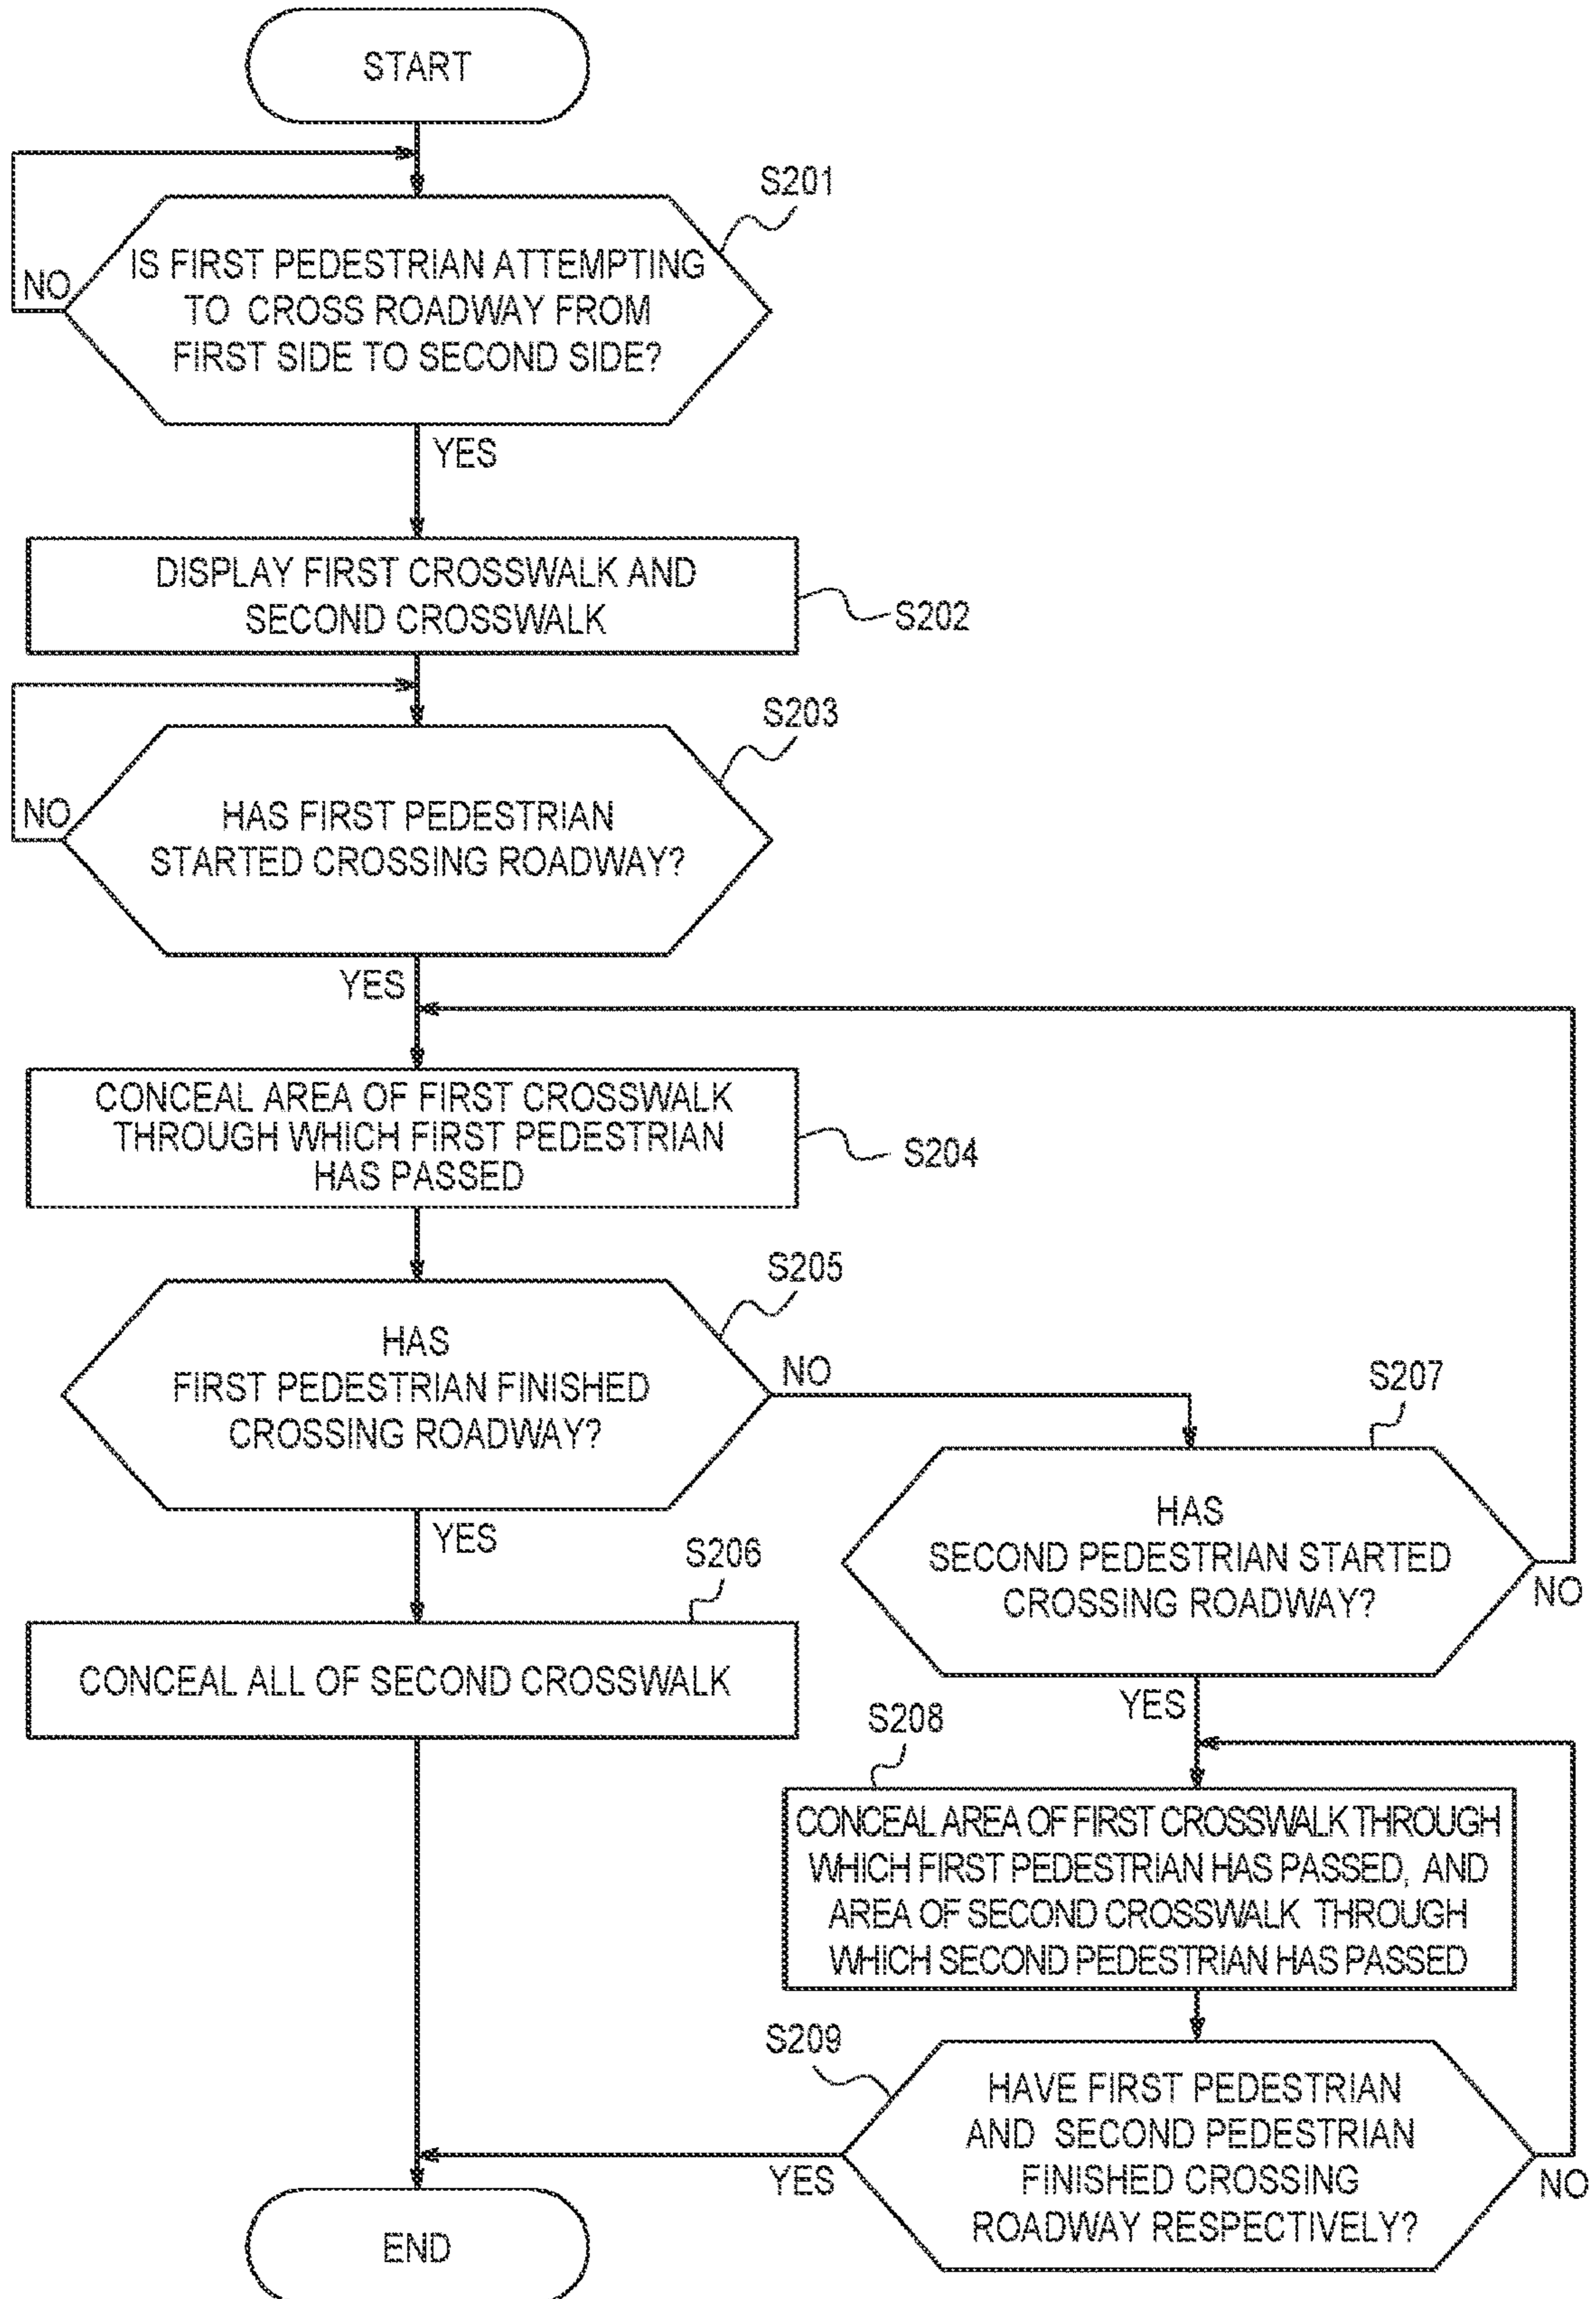 START
S201
IS FIRST PEDESTRIAN ATTEMPTING
TO CROSS ROADWAY FROM
FIRST SIDE TO SECOND SIDE?
NO
YES
DISPLAY FIRST CROSSWALK AND
SECOND CROSSWALK
S202
S203
HAS FIRST PEDESTRIAN
STARTED CROSSING ROADWAY?
NO
YES
CONCEAL AREA OF FIRST CROSSWALK
THROUGH WHICH FIRST PEDESTRIAN
HAS PASSED
S204
S205
HAS
FIRST PEDESTRIAN FINISHED
CROSSING ROADWAY?
NO
YES
S206
CONCEAL ALL OF SECOND CROSSWALK
S207
HAS
SECOND PEDESTRIAN STARTED
CROSSING ROADWAY?
NO
YES
S208
CONCEAL AREA OF FIRST CROSSWALK THROUGH
WHICH FIRST PEDESTRIAN HAS PASSED, AND
AREA OF SECOND CROSSWALK THROUGH
WHICH SECOND PEDESTRIAN HAS PASSED
S209
HAVE FIRST PEDESTRIAN
AND SECOND PEDESTRIAN
FINISHED CROSSING
ROADWAY RESPECTIVELY?
YES
NO
END